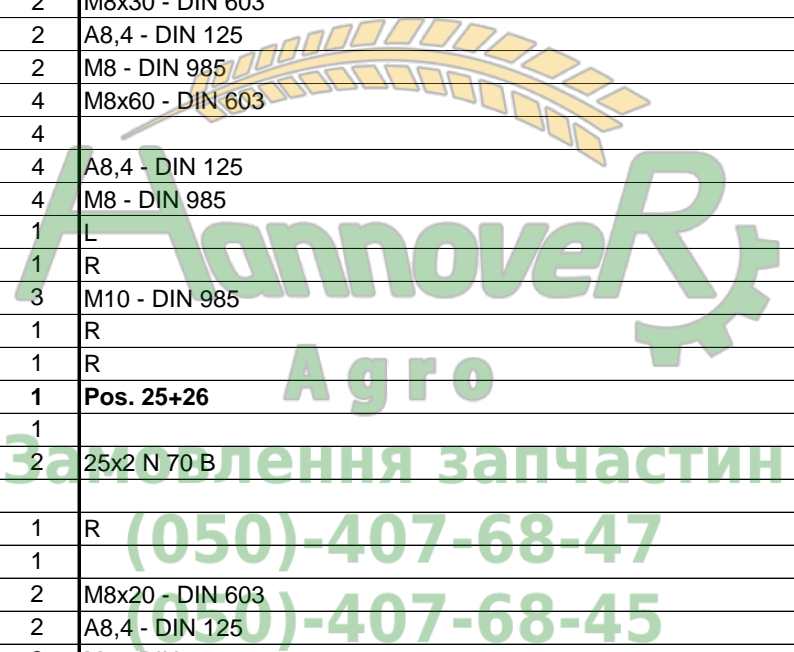 2 M8x30 - DIN 603
2 A8,4 - DIN 125
2 M8 - DIN 985
4 M8x60 - DIN 603
4
4 A8,4 - DIN 125
4 M8 - DIN 985
1 L
HannoveR
1 R
3 M10 - DIN 985
1 R
1 R
Agro
1 Pos. 25+26
1
Замовлення запчастин
2 25x2 N 70 B
1 R
(050)-407-68-47
1
2 M8x20 - DIN 603
(050)-407-68-45
2 A8,4 - DIN 125